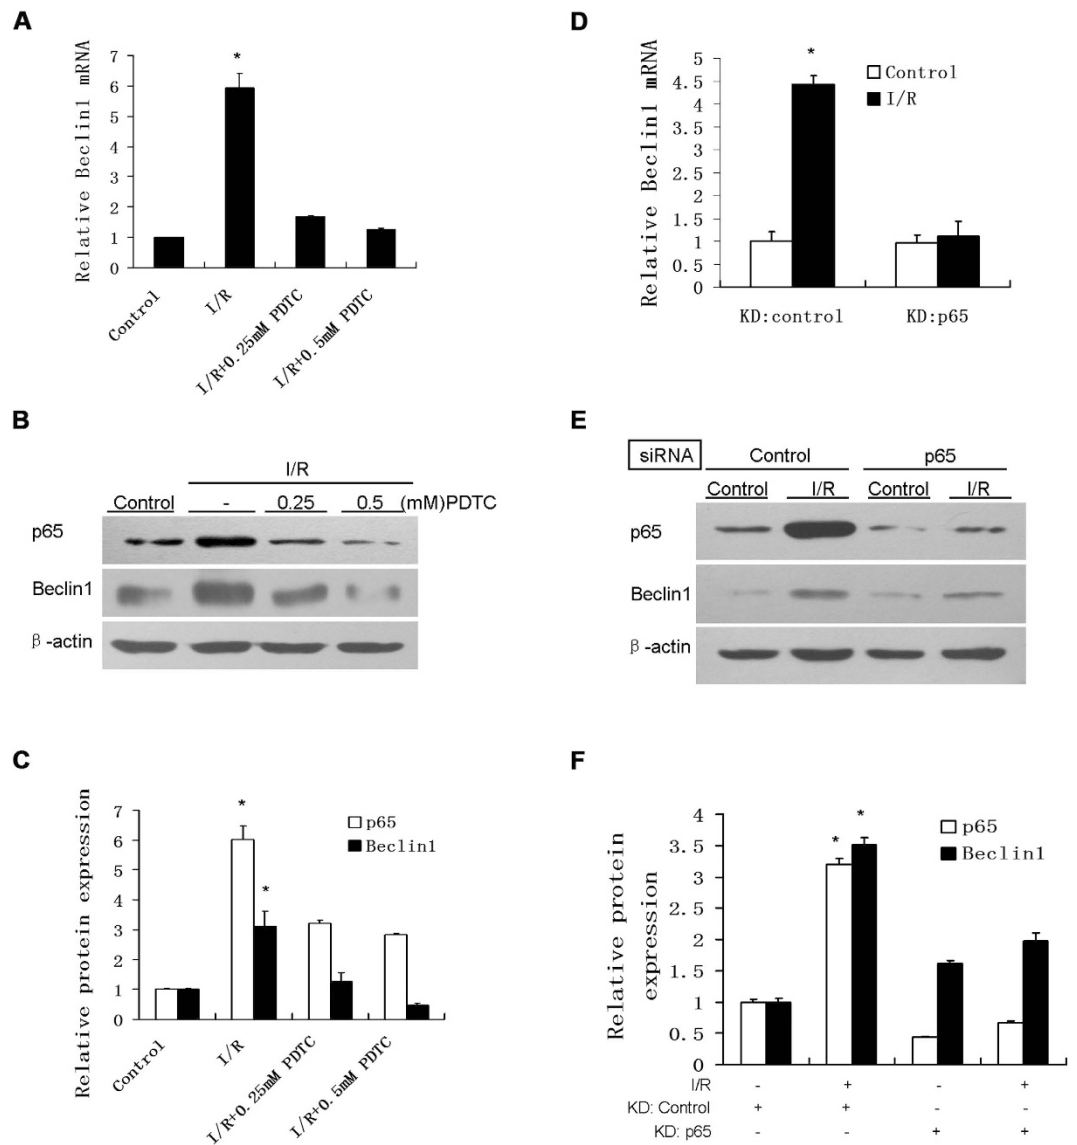 A
Relative Beclin1 mRNA
7
6
5
4
3
2
1
0
*
Control
I/R
I/R+0.25mM PDTC
I/R+0.5mM PDTC
D
Relative Beclin1 mRNA
5
4.5
4
3.5
3
2.5
2
1.5
1
0.5
0
*
Control
I/R
KD:control
KD:p65
B
I/R
Control - 0.25 0.5 (mM)PDTC
p65
Beclin1
β-actin
E
siRNA Control p65
Control I/R Control I/R
p65
Beclin1
β-actin
C
Relative protein expression
7
6
5
4
3
2
1
0
*
*
p65
Beclin1
Control
I/R
I/R+0.25mM PDTC
I/R+0.5mM PDTC
F
Relative protein
expression
4
3.5
3
2.5
2
1.5
1
0.5
0
* *
p65
Beclin1
I/R - + - +
KD: Control + + - -
KD: p65 - - + +